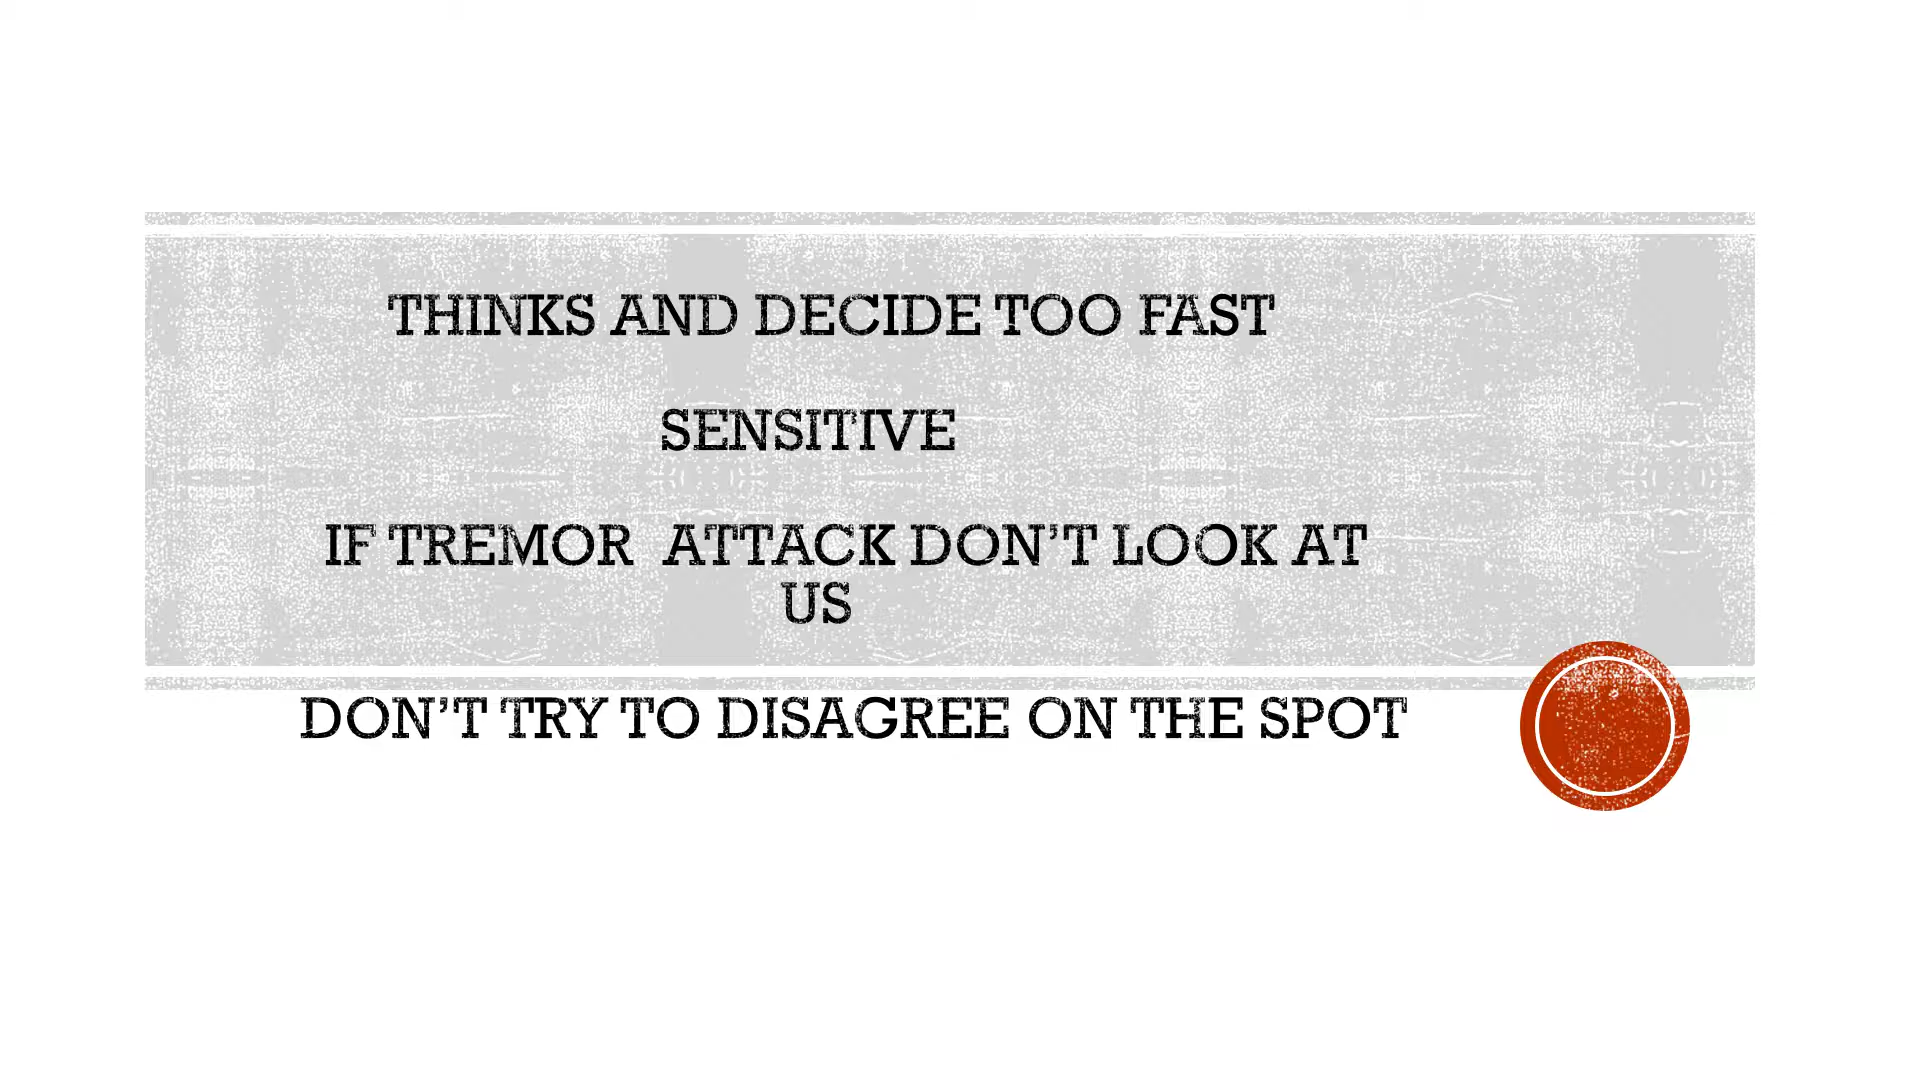 THINKS AND DECIDE TOO FAST
SENSITIVE
IF TREMOR  ATTACK DON’T LOOK AT
US
DON’T TRY TO DISAGREE ON THE SPOT